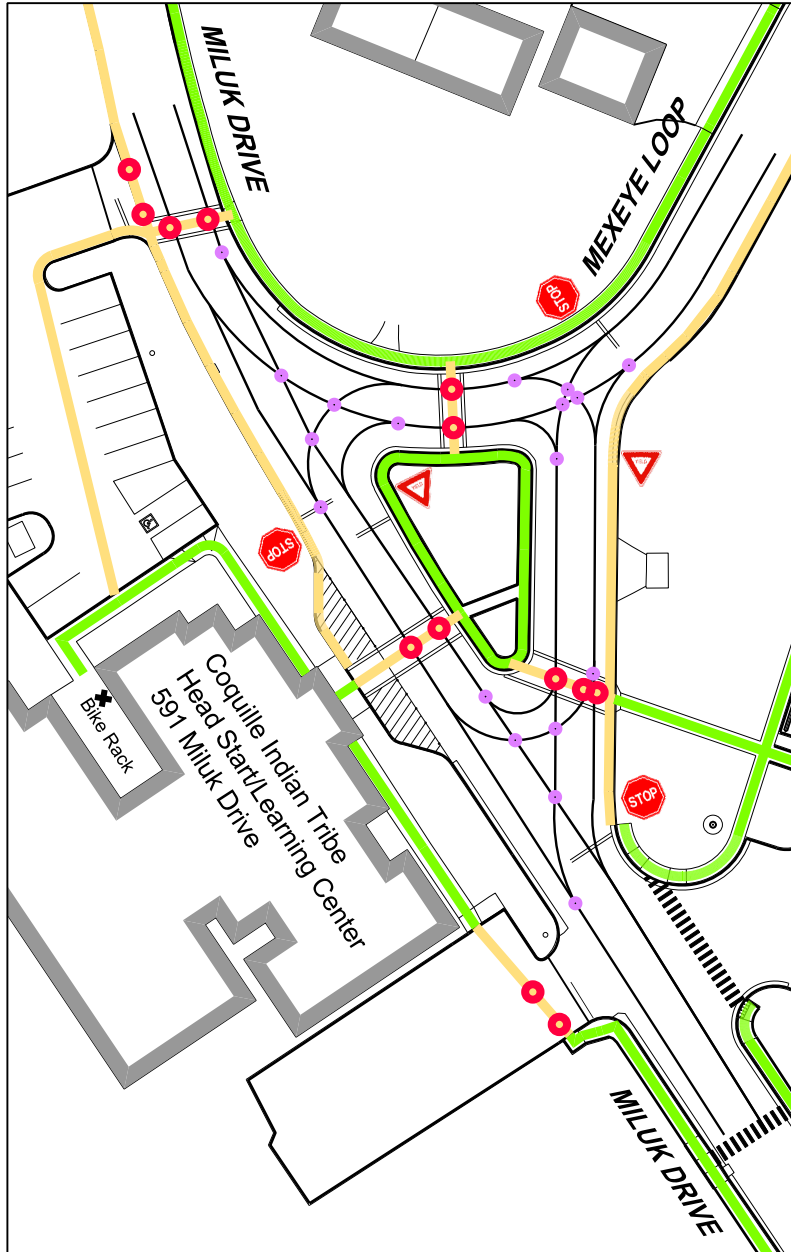 MILUK DRIVE
MEXEYE LOOP
STOP
STOP
Coquille Indian Tribe
Head Start/Learning Center
591 Miluk Drive
Bike Rack
STOP
MILUK DRIVE